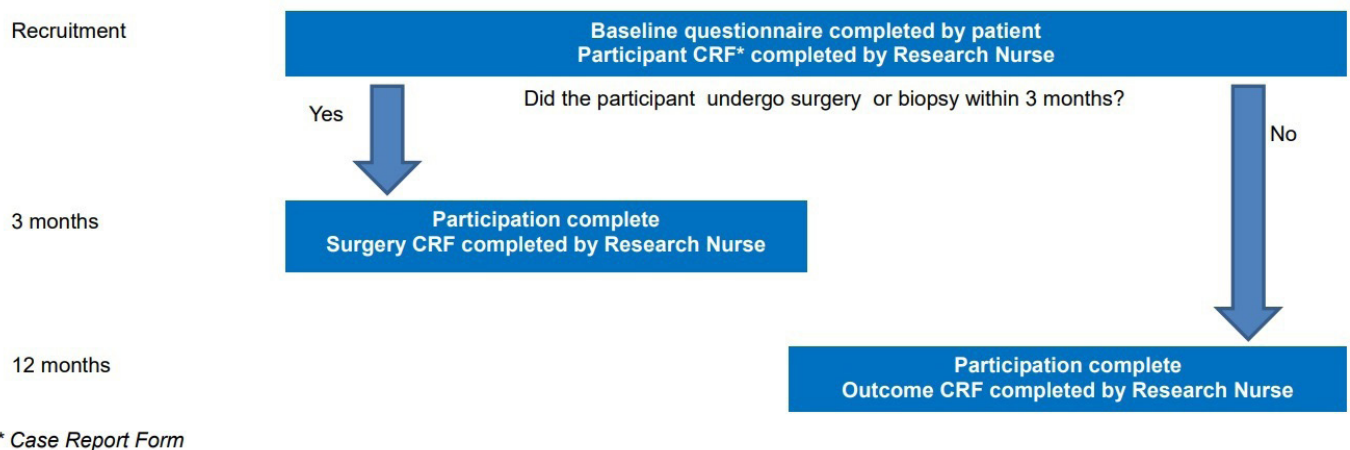 Recruitment
Baseline questionnaire completed by patient
Participant CRF* completed by Research Nurse
Did the participant undergo surgery or biopsy within 3 months?
Yes
No
3 months
Participation complete
Surgery CRF completed by Research Nurse
12 months
Participation complete
Outcome CRF completed by Research Nurse
* Case Report Form